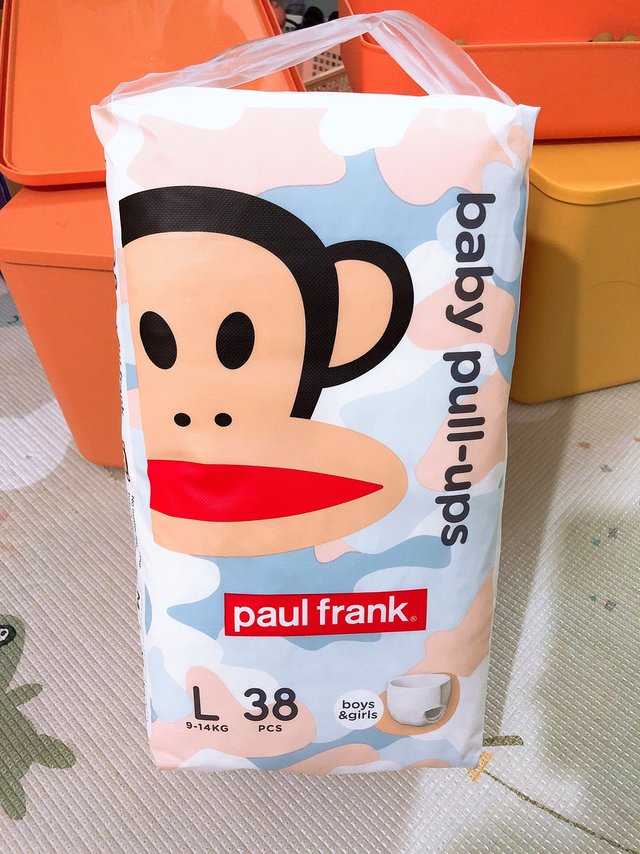 baby pull-ups
paul frank®
L 38
9-14KG PCS
boys
&girls